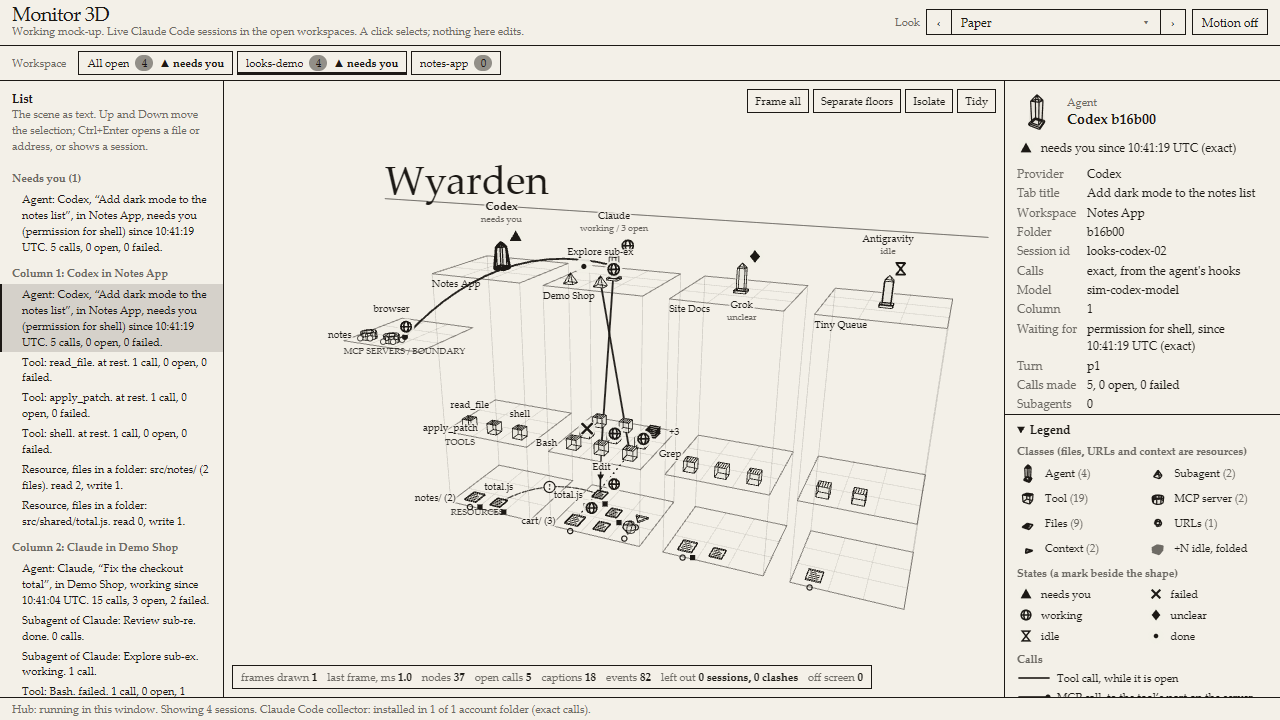 Monitor 3D
Working mock-up. Live Claude Code sessions in the open workspaces. A click selects; nothing here edits.
Look
‹
Paper
›
Motion off
Workspace
All open 4 ▲ needs you
looks-demo 4 ▲ needs you
notes-app 0
List
The scene as text. Up and Down move
the selection; Ctrl+Enter opens a file or
address, or shows a session.
Needs you (1)
Agent: Codex, “Add dark mode to the
notes list”, in Notes App, needs you
(permission for shell) since 10:41:19
UTC. 5 calls, 0 open, 0 failed.
Column 1: Codex in Notes App
Agent: Codex, “Add dark mode to the
notes list”, in Notes App, needs you
(permission for shell) since 10:41:19
UTC. 5 calls, 0 open, 0 failed.
Tool: read_file. at rest. 1 call, 0 open, 0
failed.
Tool: apply_patch. at rest. 1 call, 0
open, 0 failed.
Tool: shell. at rest. 1 call, 0 open, 0
failed.
Resource, files in a folder: src/notes/ (2
files). read 2, write 1.
Resource, files in a folder:
src/shared/total.js. read 0, write 1.
Column 2: Claude in Demo Shop
Agent: Claude, “Fix the checkout
total”, in Demo Shop, working since
10:41:04 UTC. 15 calls, 3 open, 2 failed.
Subagent of Claude: Review sub-re.
done. 0 calls.
Subagent of Claude: Explore sub-ex.
working. 1 call.
Tool: Bash. failed. 1 call, 0 open, 1
Frame all
Separate floors
Isolate
Tidy
Wyarden
Codex
needs you
Claude
working / 3 open
Explore sub-ex
Antigravity
idle
Notes App
Demo Shop
Site Docs
Grok
unclear
Tiny Queue
browser
notes
MCP SERVERS / BOUNDARY
read_file
shell
apply_patch
TOOLS
Bash
+3
Grep
Edit
total.js
total.js
notes/ (2)
RESOURCES
cart/ (3)
frames drawn 1 last frame, ms 1.0 nodes 37 open calls 5 captions 18 events 82 left out 0 sessions, 0 clashes off screen 0
Agent
Codex b16b00
needs you since 10:41:19 UTC (exact)
Provider Codex
Tab title Add dark mode to the notes list
Workspace Notes App
Folder b16b00
Session id looks-codex-02
Calls exact, from the agent's hooks
Model sim-codex-model
Column 1
Waiting for permission for shell, since
10:41:19 UTC (exact)
Turn p1
Calls made 5, 0 open, 0 failed
Subagents 0
▼ Legend
Classes (files, URLs and context are resources)
Agent (4) Subagent (2)
Tool (19) MCP server (2)
Files (9) URLs (1)
Context (2) +N idle, folded
States (a mark beside the shape)
needs you failed
working unclear
idle done
Calls
Tool call, while it is open
MCP call, to the tool's port on the server
Hub: running in this window. Showing 4 sessions. Claude Code collector: installed in 1 of 1 account folder (exact calls).